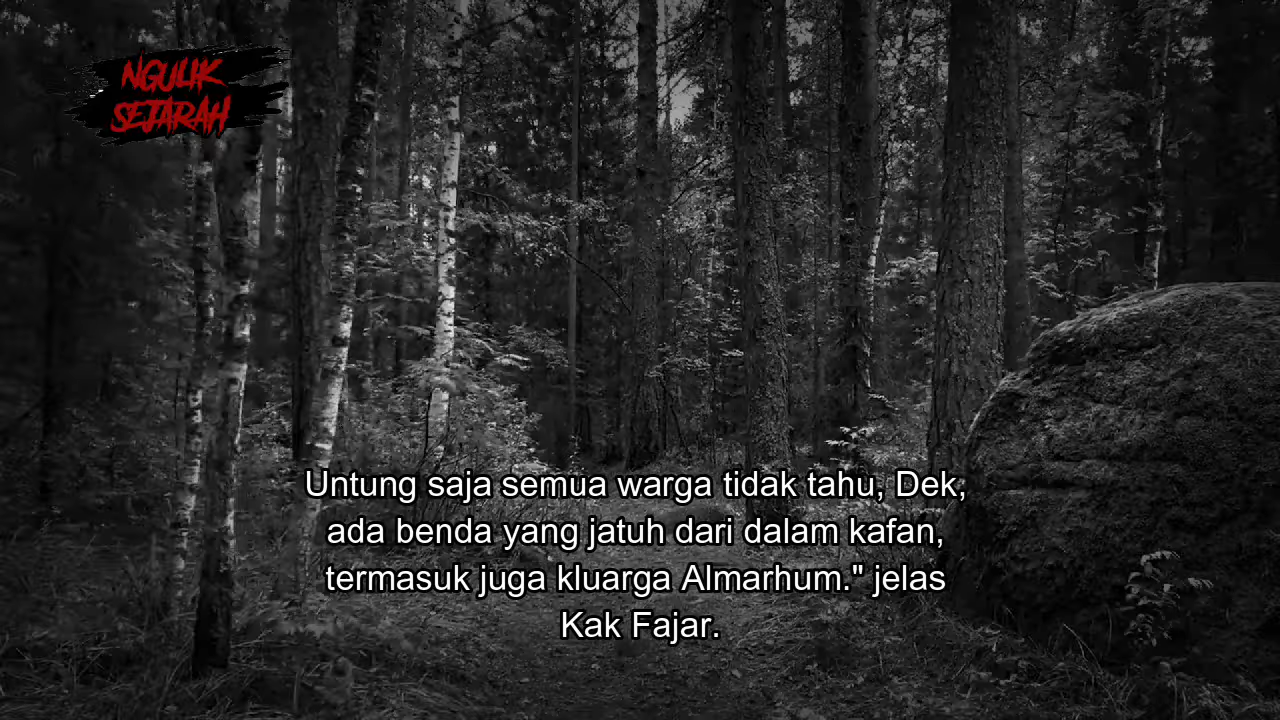 NGULIK
SEJARAH
Untung saja semua warga tidak tahu, Dek,
ada benda yang jatuh dari dalam kafan,
termasuk juga kluarga Almarhum." jelas
Kak Fajar.